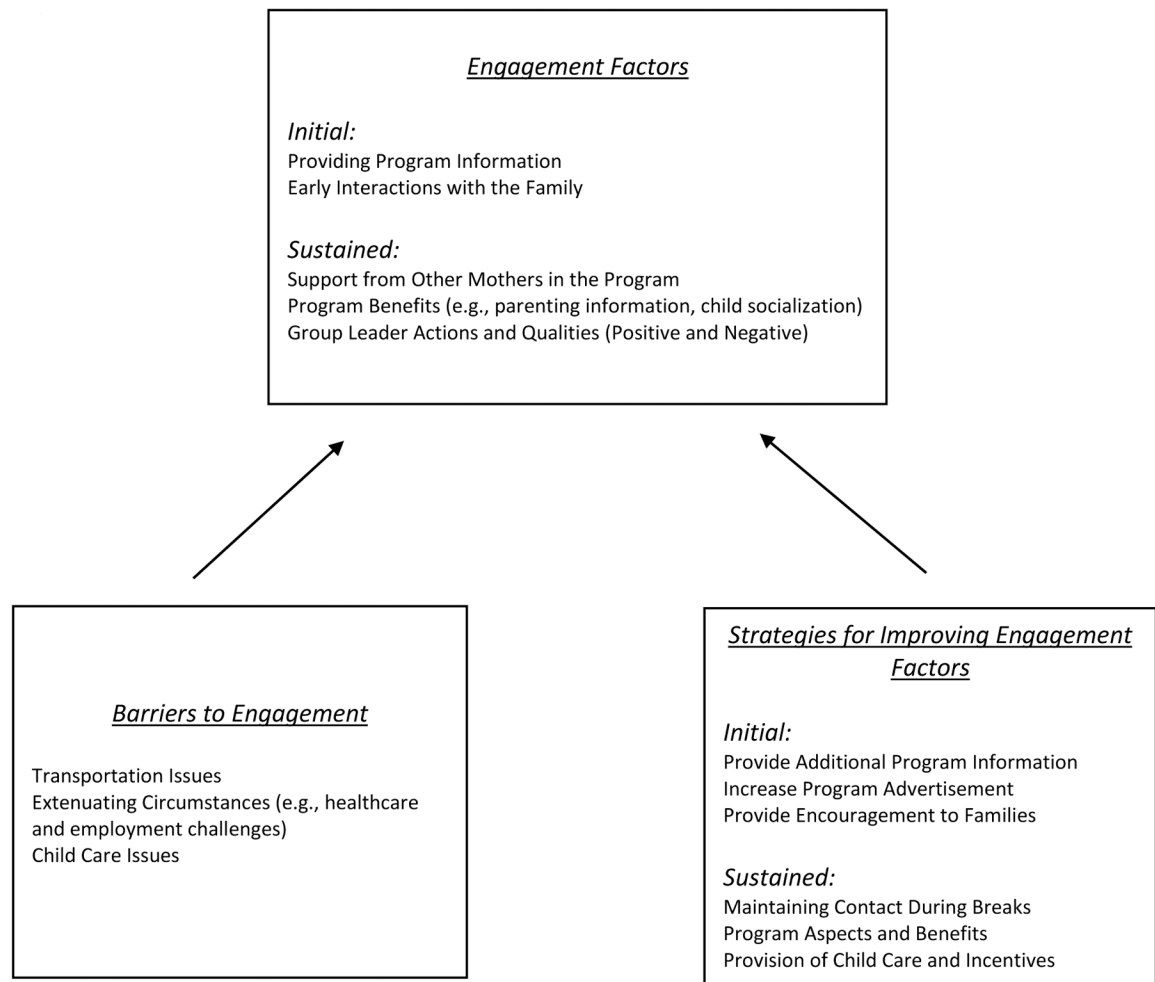 Engagement Factors
Initial:
Providing Program Information
Early Interactions with the Family
Sustained:
Support from Other Mothers in the Program
Program Benefits (e.g., parenting information, child socialization)
Group Leader Actions and Qualities (Positive and Negative)
Barriers to Engagement
Transportation Issues
Extenuating Circumstances (e.g., healthcare
and employment challenges)
Child Care Issues
Strategies for Improving Engagement
Factors
Initial:
Provide Additional Program Information
Increase Program Advertisement
Provide Encouragement to Families
Sustained:
Maintaining Contact During Breaks
Program Aspects and Benefits
Provision of Child Care and Incentives